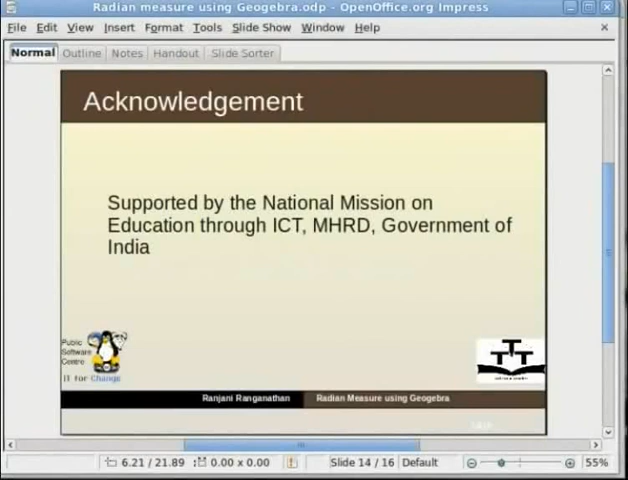 Radian measure using Geogebra.odp - OpenOffice.org Impress
File Edit View Insert Format Tools Slide Show Window Help
Normal Outline Notes Handout Slide Sorter
Acknowledgement
Supported by the National Mission on
Education through ICT, MHRD, Government of
India
Public
Software
Centre
IT for Change
TTT
Ranjani Ranganathan Radian Measure using Geogebra
6.21 / 21.89 0.00 x 0.00 Slide 14 / 16 Default 55%